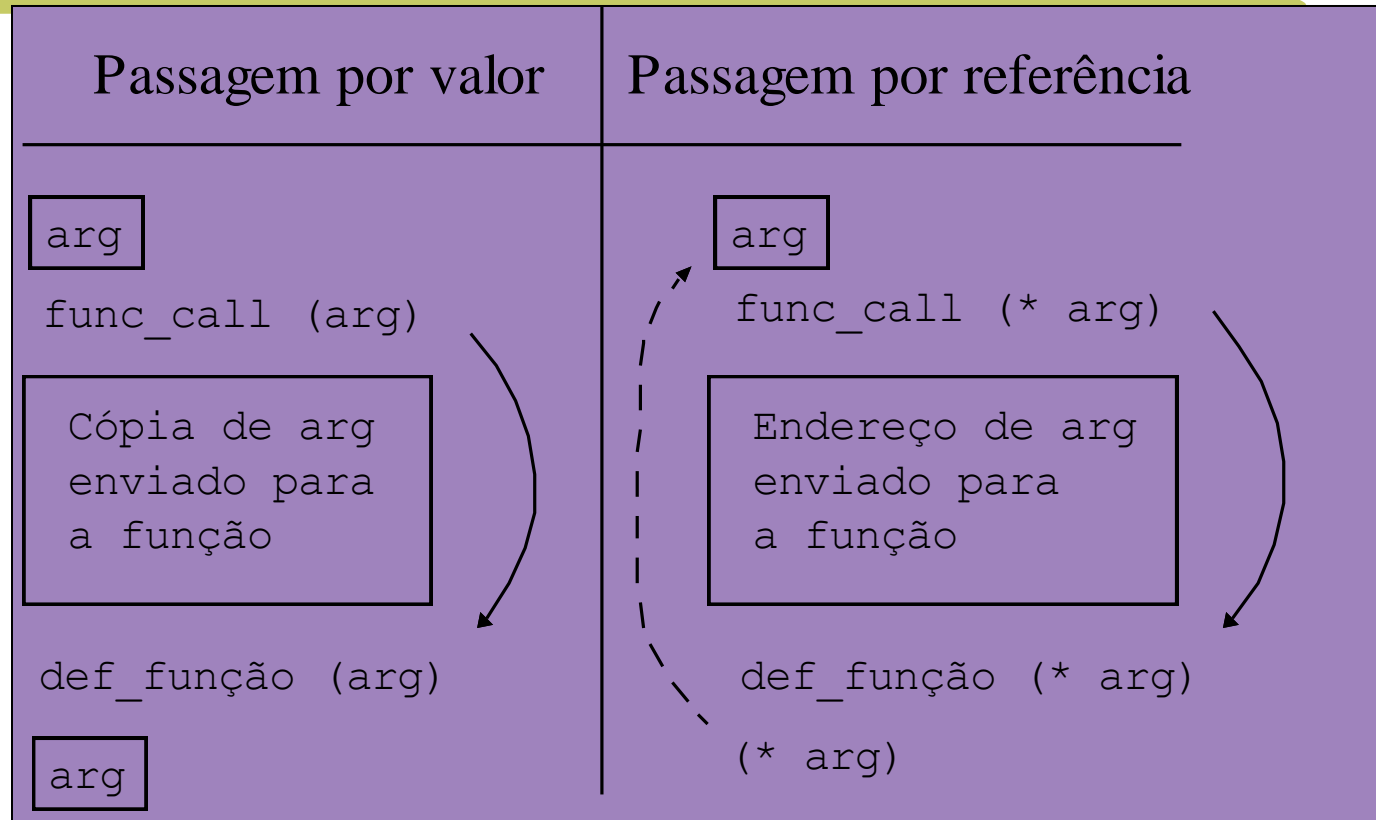 Passagem por valor
Passagem por referência
arg
func_call (arg)
Cópia de arg
enviado para
a função
def_função (arg)
arg
arg
func_call (* arg)
Endereço de arg
enviado para
a função
def_função (* arg)
(* arg)